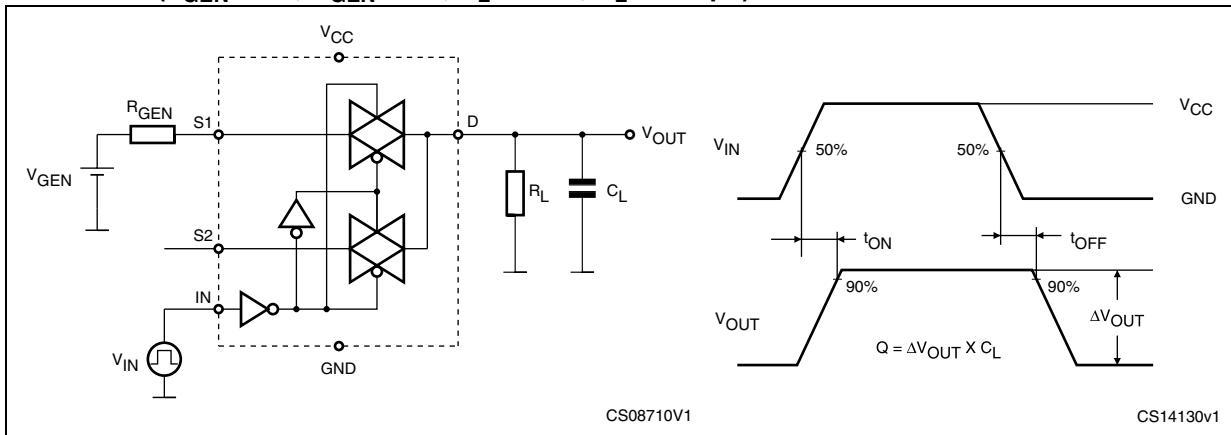 V_CC
R_GEN
S1
D
V_OUT
V_GEN
R_L
C_L
S2
IN
V_IN
GND
CS08710V1
V_CC
V_IN
50%
50%
GND
t_ON
t_OFF
90%
90%
V_OUT
ΔV_OUT
Q = ΔV_OUT X C_L
CS14130v1